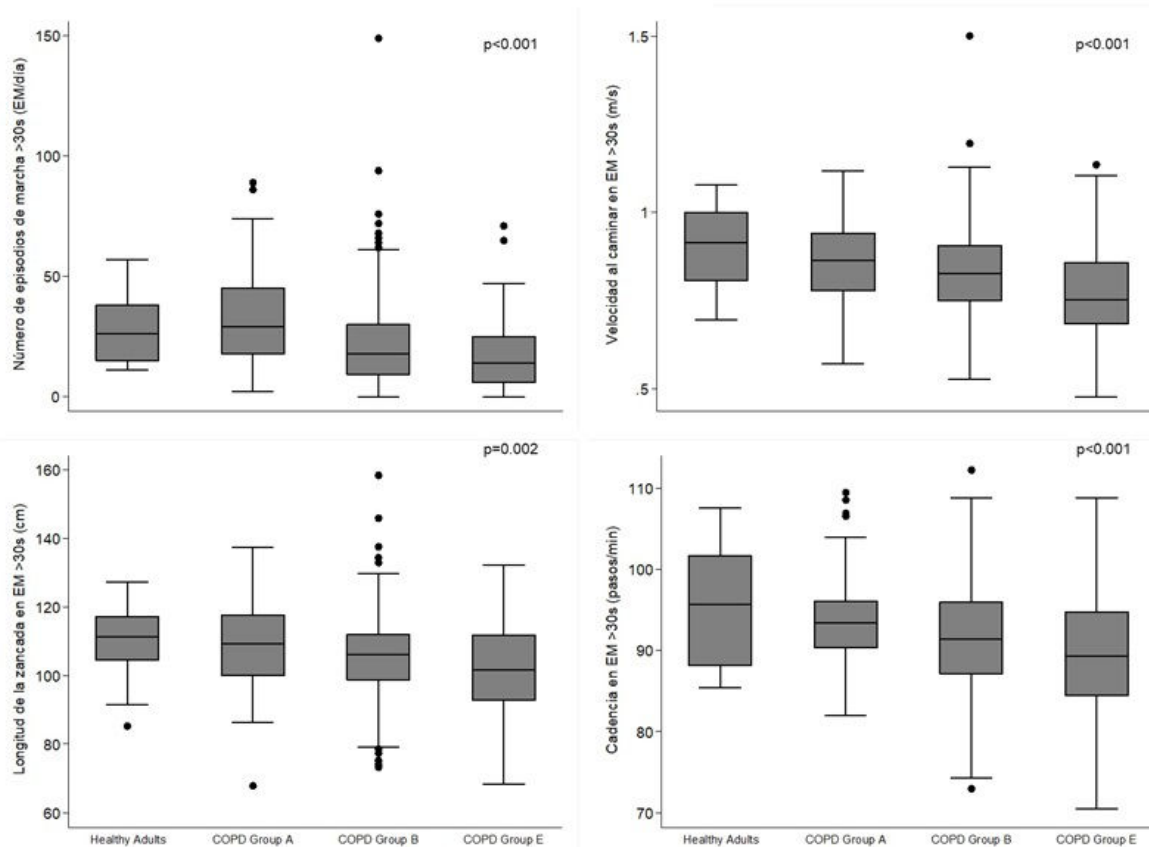 Número de episodios de marcha >30s (EM/día)
150
100
50
0
p<0.001
Velocidad al caminar en EM >30s (m/s)
1.5
1
.5
p<0.001
Longitud de la zancada en EM >30s (cm)
160
140
120
100
80
60
p=0.002
Healthy Adults
COPD Group A
COPD Group B
COPD Group E
Cadencia en EM >30s (pasos/min)
110
100
90
80
70
p<0.001
Healthy Adults
COPD Group A
COPD Group B
COPD Group E